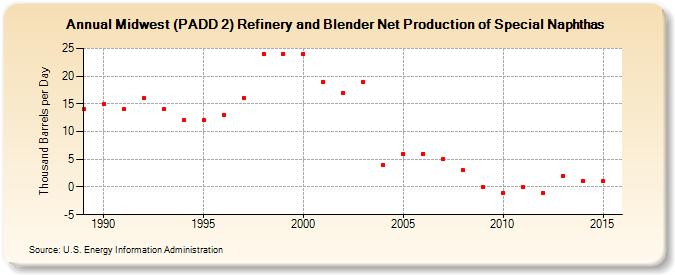 Annual Midwest (PADD 2) Refinery and Blender Net Production of Special Naphthas
Thousand Barrels per Day
25
20
15
10
5
0
-5
1990 1995 2000 2005 2010 2015
Source: U.S. Energy Information Administration